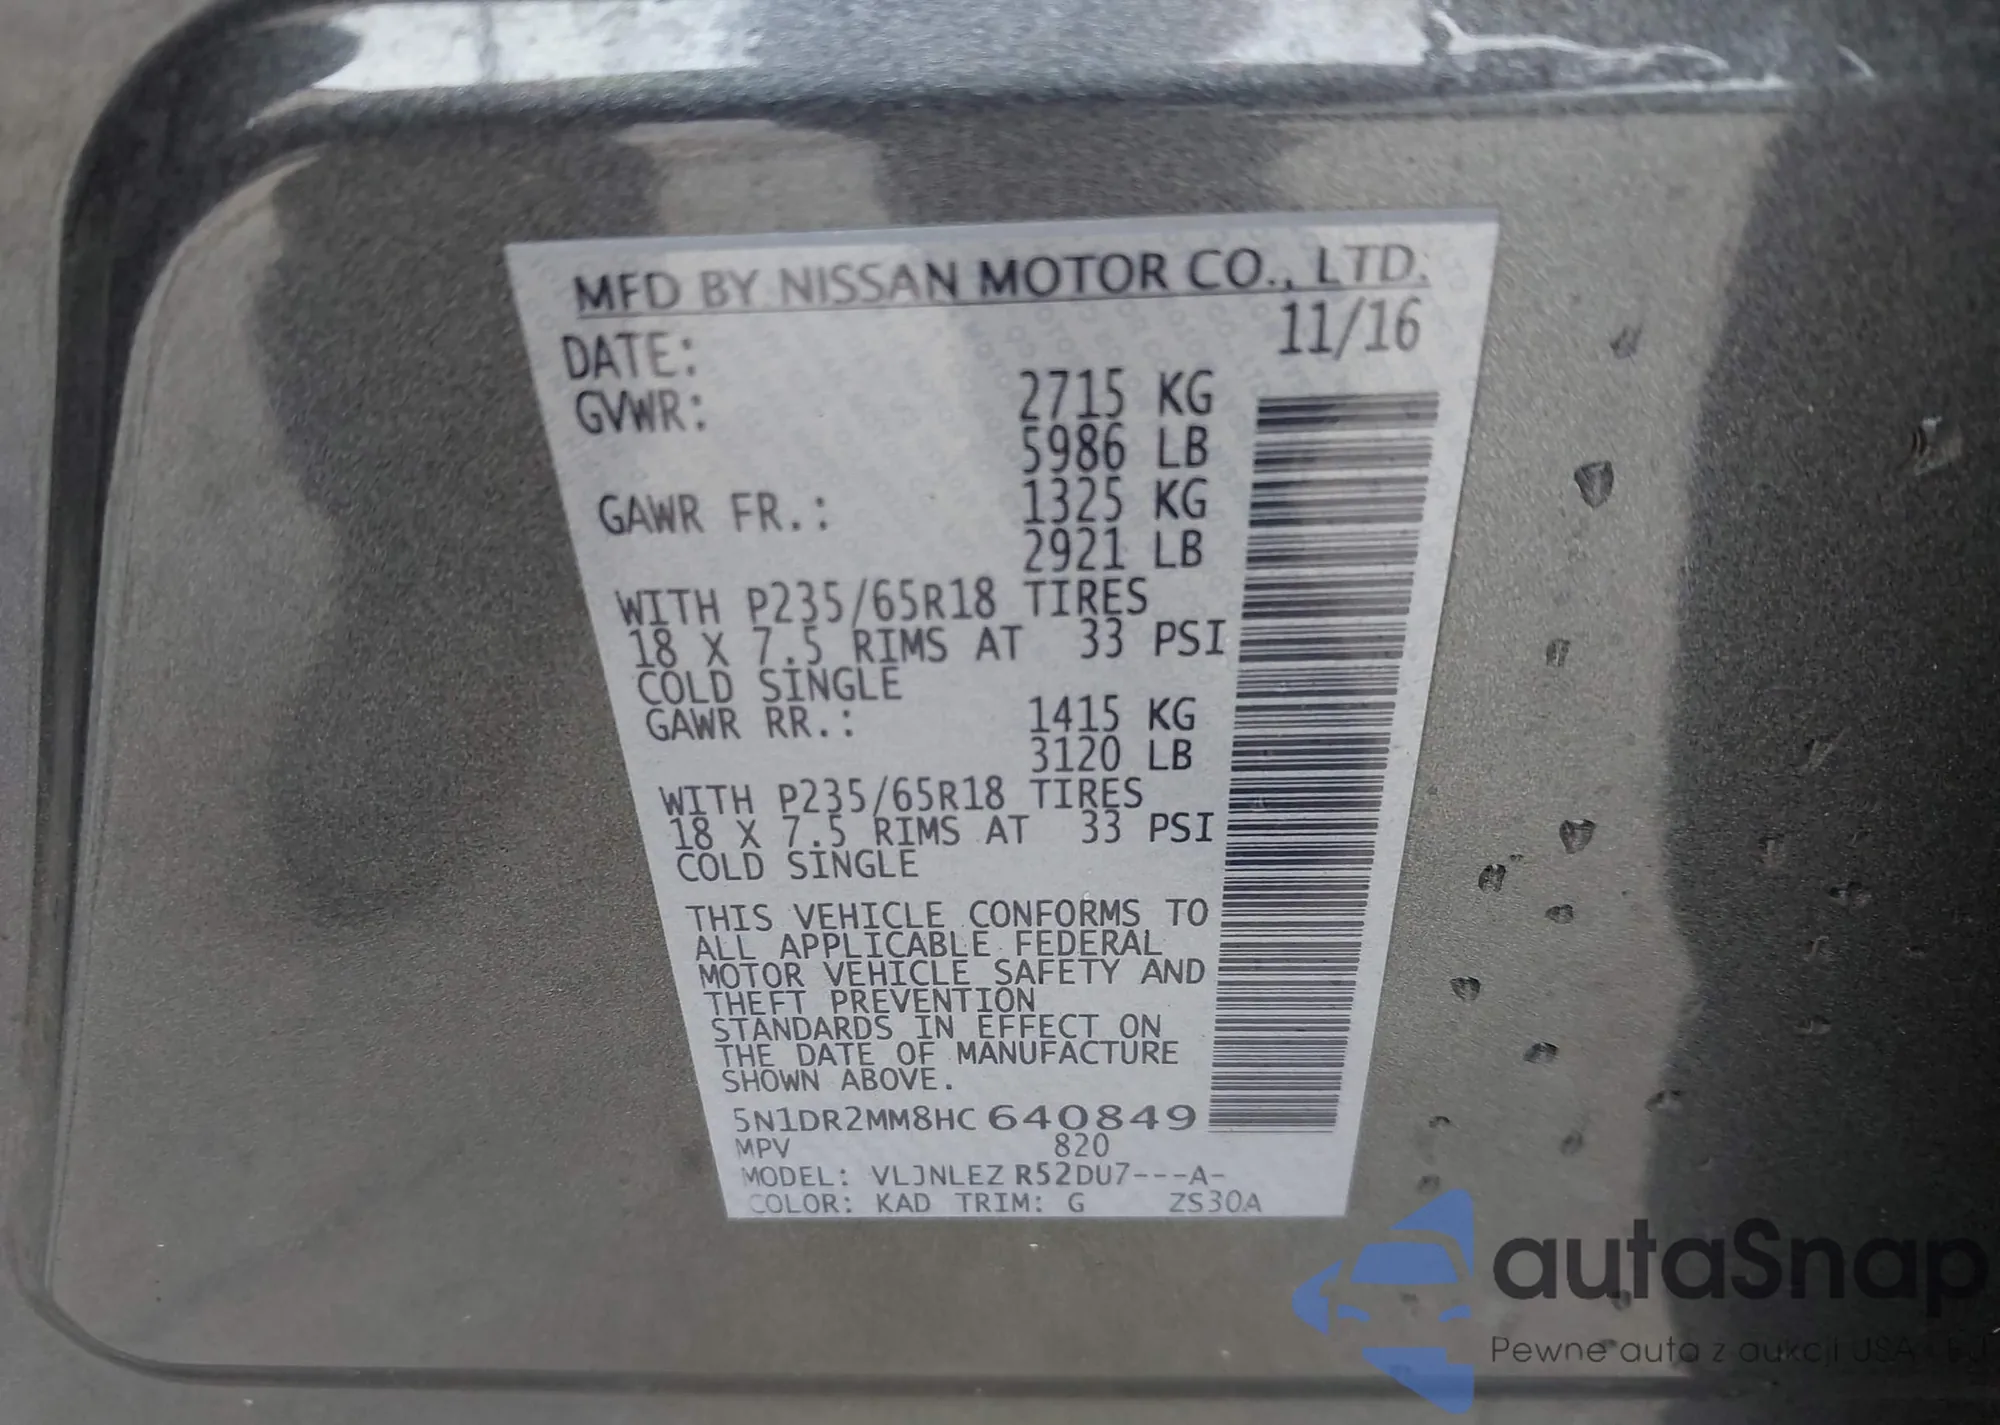 MFD BY NISSAN MOTOR CO., LTD.
DATE: 11/16
GVWR: 2715 KG
5986 LB
GAWR FR.: 1325 KG
2921 LB
WITH P235/65R18 TIRES
18 X 7.5 RIMS AT 33 PSI
COLD SINGLE
GAWR RR.: 1415 KG
3120 LB
WITH P235/65R18 TIRES
18 X 7.5 RIMS AT 33 PSI
COLD SINGLE
THIS VEHICLE CONFORMS TO
ALL APPLICABLE FEDERAL
MOTOR VEHICLE SAFETY AND
THEFT PREVENTION
STANDARDS IN EFFECT ON
THE DATE OF MANUFACTURE
SHOWN ABOVE.
5N1DR2MM8HC640849
MPV 820
MODEL: VLJNLEZ R52DU7---A-
COLOR: KAD TRIM: G ZS30A
autaSnap
Pewne auta z aukcji USA